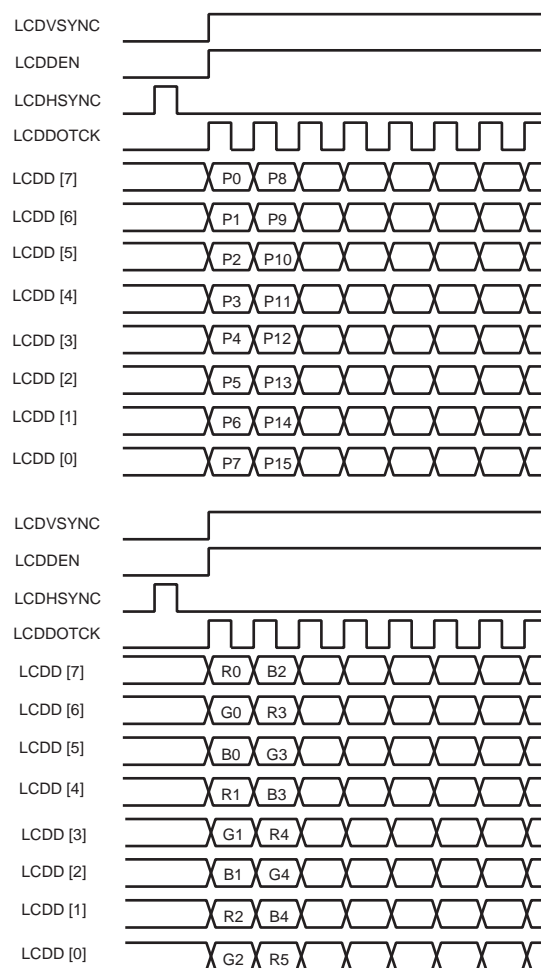 LCDVSYNC
LCDDEN
LCDHSYNC
LCDDOTCK
LCDD [7] P0 P8
LCDD [6] P1 P9
LCDD [5] P2 P10
LCDD [4] P3 P11
LCDD [3] P4 P12
LCDD [2] P5 P13
LCDD [1] P6 P14
LCDD [0] P7 P15
LCDVSYNC
LCDDEN
LCDHSYNC
LCDDOTCK
LCDD [7] R0 B2
LCDD [6] G0 R3
LCDD [5] B0 G3
LCDD [4] R1 B3
LCDD [3] G1 R4
LCDD [2] B1 G4
LCDD [1] R2 B4
LCDD [0] G2 R5